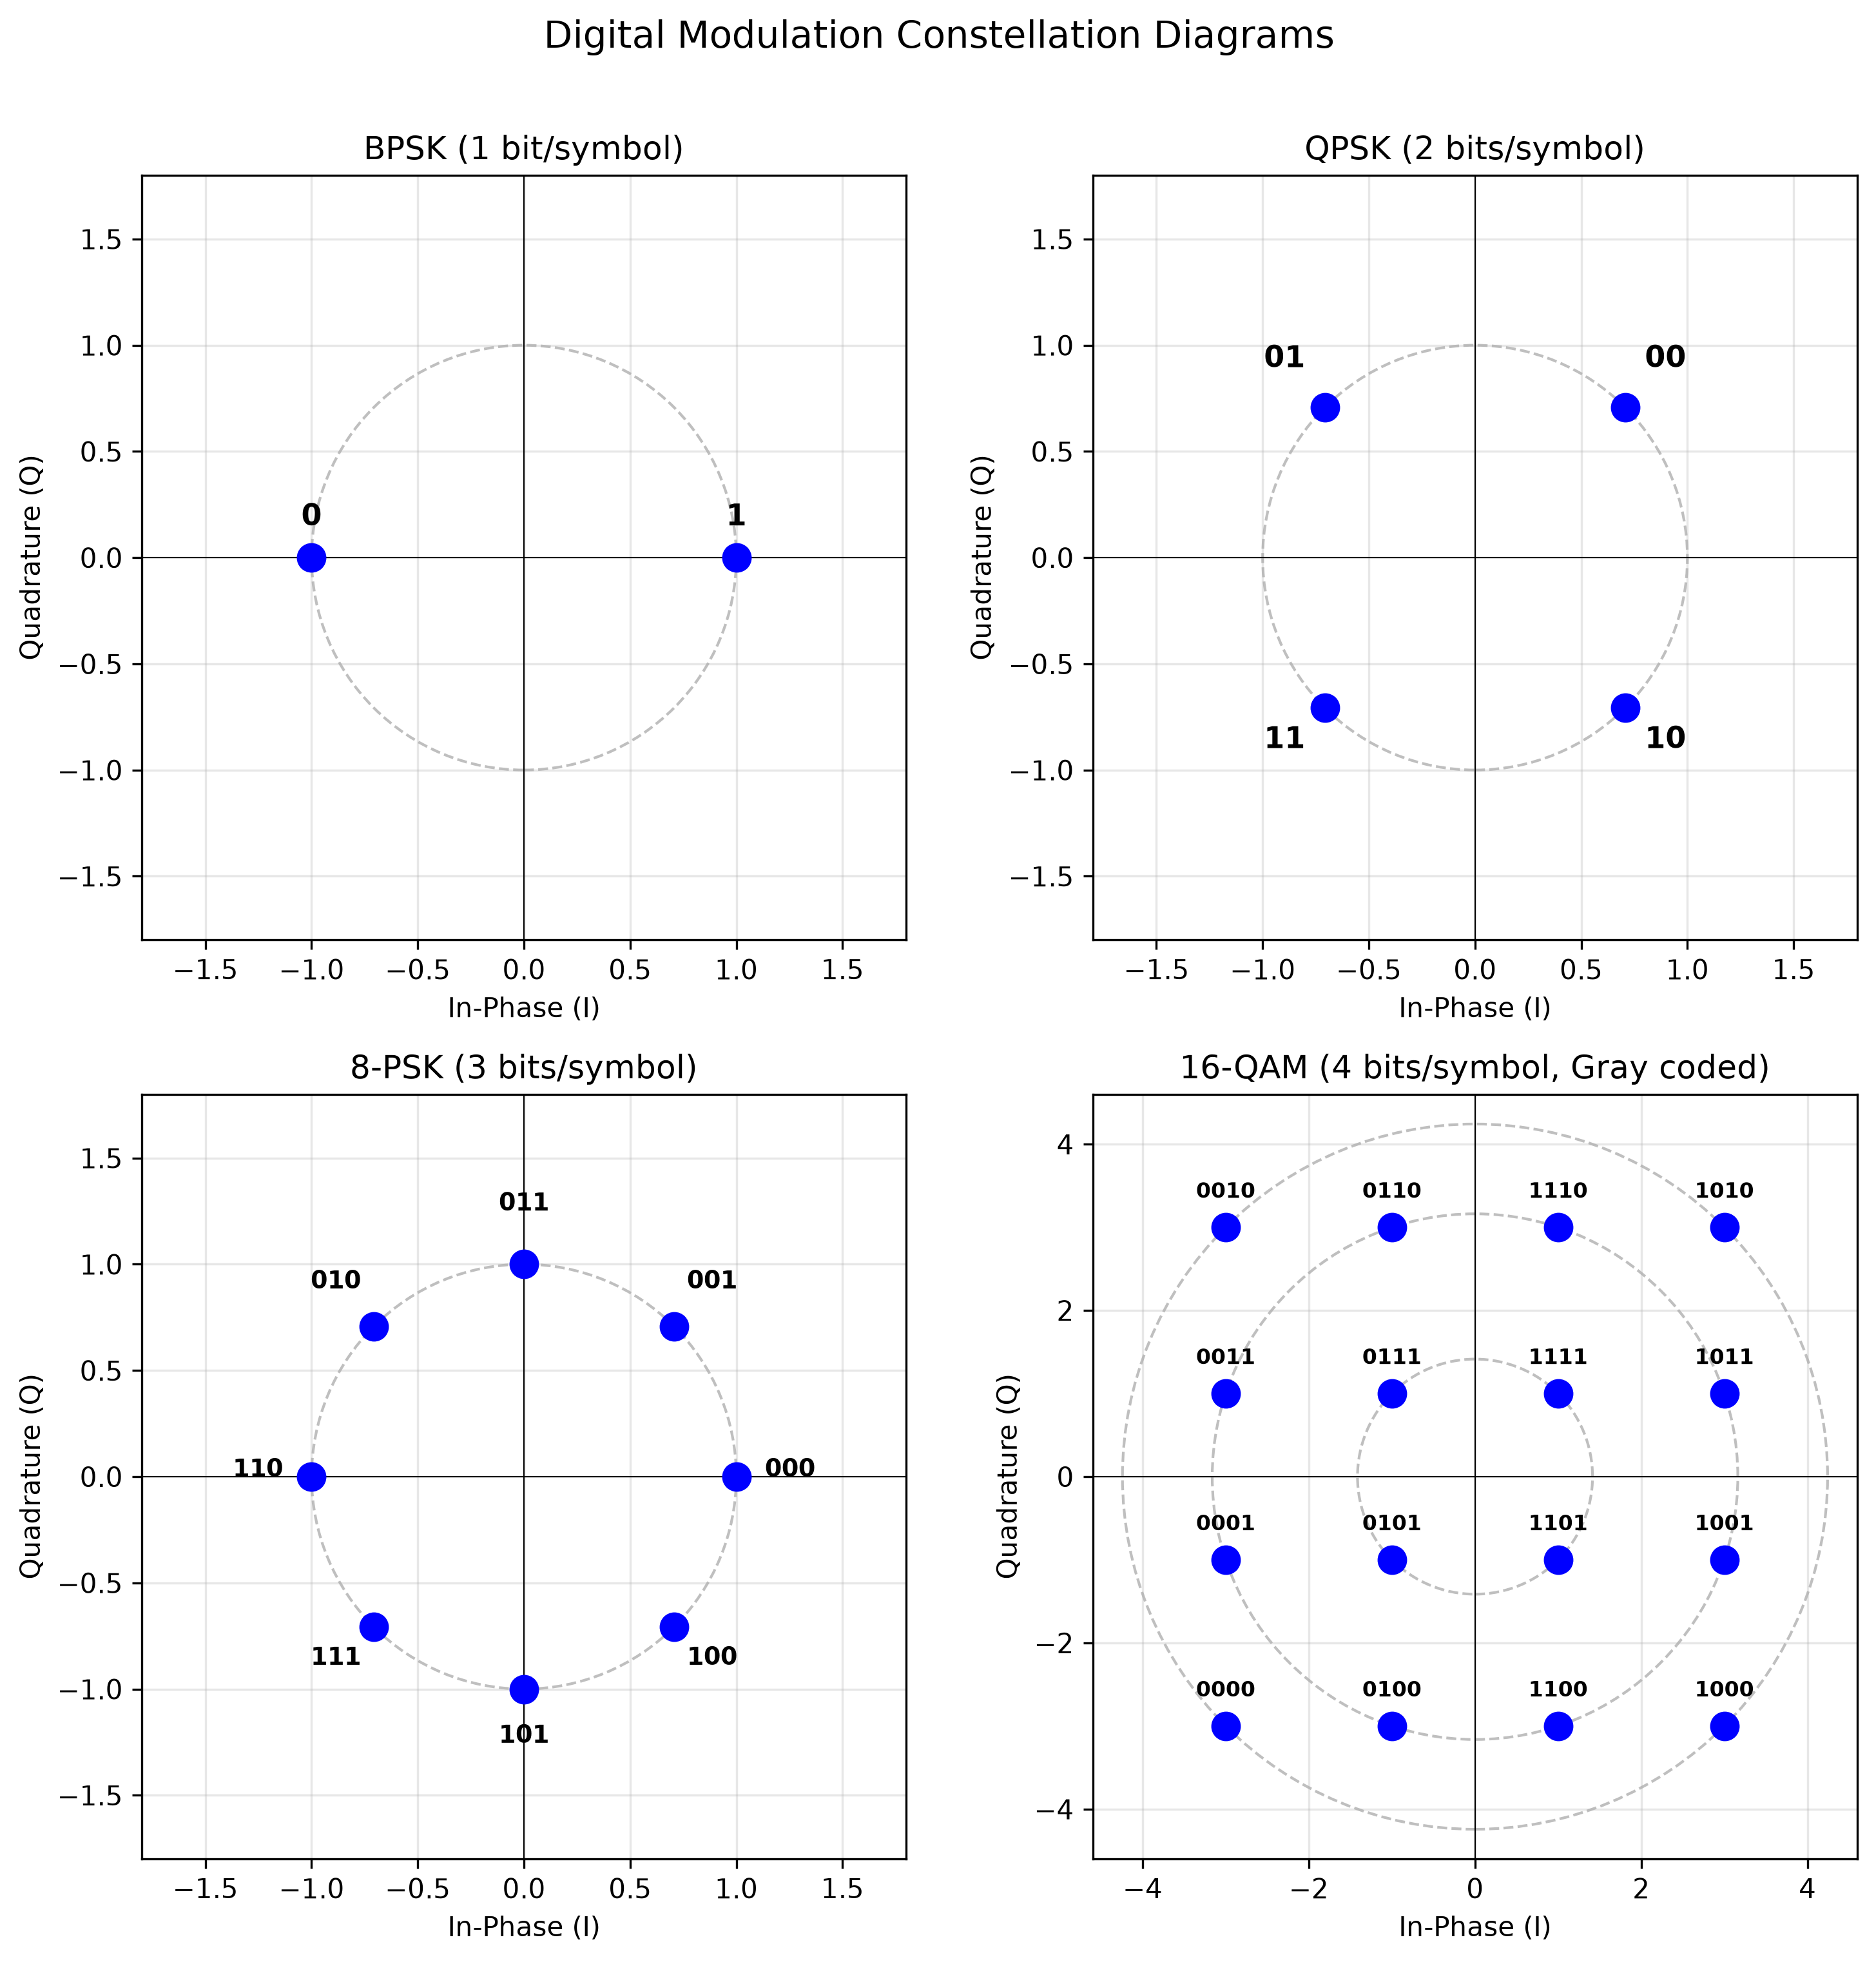 Digital Modulation Constellation Diagrams
BPSK (1 bit/symbol)
Quadrature (Q)
1.5
1.0
0.5
0.0
−0.5
−1.0
−1.5
0
1
−1.5 −1.0 −0.5 0.0 0.5 1.0 1.5
In-Phase (I)
QPSK (2 bits/symbol)
Quadrature (Q)
1.5
1.0
0.5
0.0
−0.5
−1.0
−1.5
01 00
11 10
−1.5 −1.0 −0.5 0.0 0.5 1.0 1.5
In-Phase (I)
8-PSK (3 bits/symbol)
Quadrature (Q)
1.5
1.0
0.5
0.0
−0.5
−1.0
−1.5
011
010 001
110 000
111 100
101
−1.5 −1.0 −0.5 0.0 0.5 1.0 1.5
In-Phase (I)
16-QAM (4 bits/symbol, Gray coded)
Quadrature (Q)
4
2
0
−2
−4
0010 0110 1110 1010
0011 0111 1111 1011
0001 0101 1101 1001
0000 0100 1100 1000
−4 −2 0 2 4
In-Phase (I)